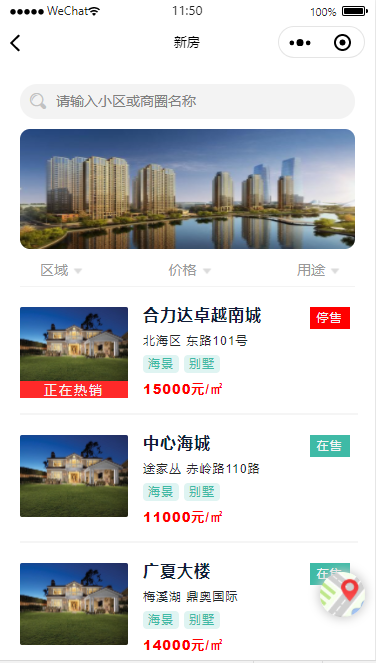 WeChat 11:50 100%
新房
请输入小区或商圈名称
区域 价格 用途
合力达卓越南城 停售
北海区 东路101号
海景 别墅
正在热销 15000元/㎡
中心海城 在售
途家丛 赤岭路110路
海景 别墅
11000元/㎡
广夏大楼 在售
梅溪湖 鼎奥国际
海景 别墅
14000元/㎡